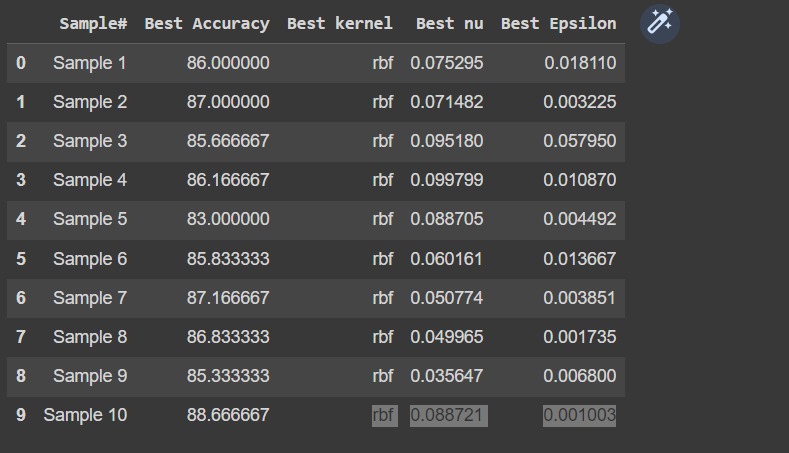 Sample# Best Accuracy Best kernel Best nu Best Epsilon
0 Sample 1 86.000000 rbf 0.075295 0.018110
1 Sample 2 87.000000 rbf 0.071482 0.003225
2 Sample 3 85.666667 rbf 0.095180 0.057950
3 Sample 4 86.166667 rbf 0.099799 0.010870
4 Sample 5 83.000000 rbf 0.088705 0.004492
5 Sample 6 85.833333 rbf 0.060161 0.013667
6 Sample 7 87.166667 rbf 0.050774 0.003851
7 Sample 8 86.833333 rbf 0.049965 0.001735
8 Sample 9 85.333333 rbf 0.035647 0.006800
9 Sample 10 88.666667 rbf 0.088721 0.001003